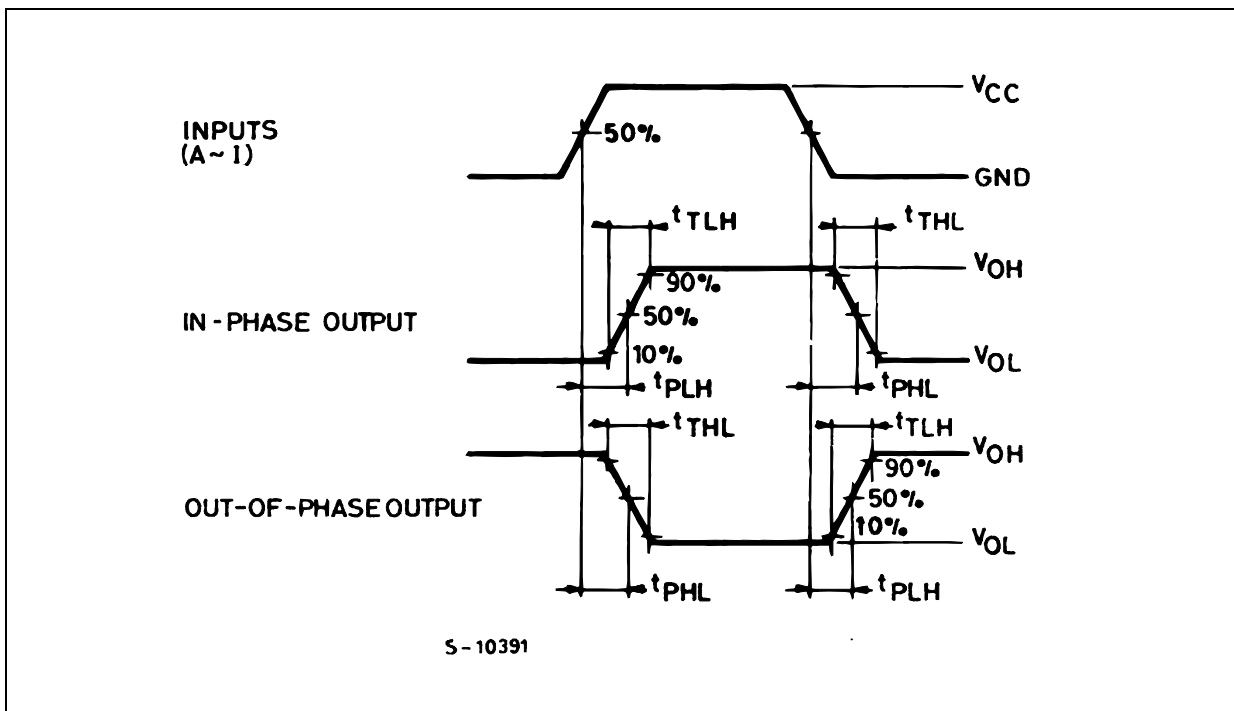 VCC
INPUTS
(A~I)
50%
GND
tTLH
tTHL
VOH
90%
IN-PHASE OUTPUT
50%
10%
VOL
tPLH
tPHL
tTHL
tTLH
VOH
90%
OUT-OF-PHASE OUTPUT
50%
10%
VOL
tPHL
tPLH
S-10391